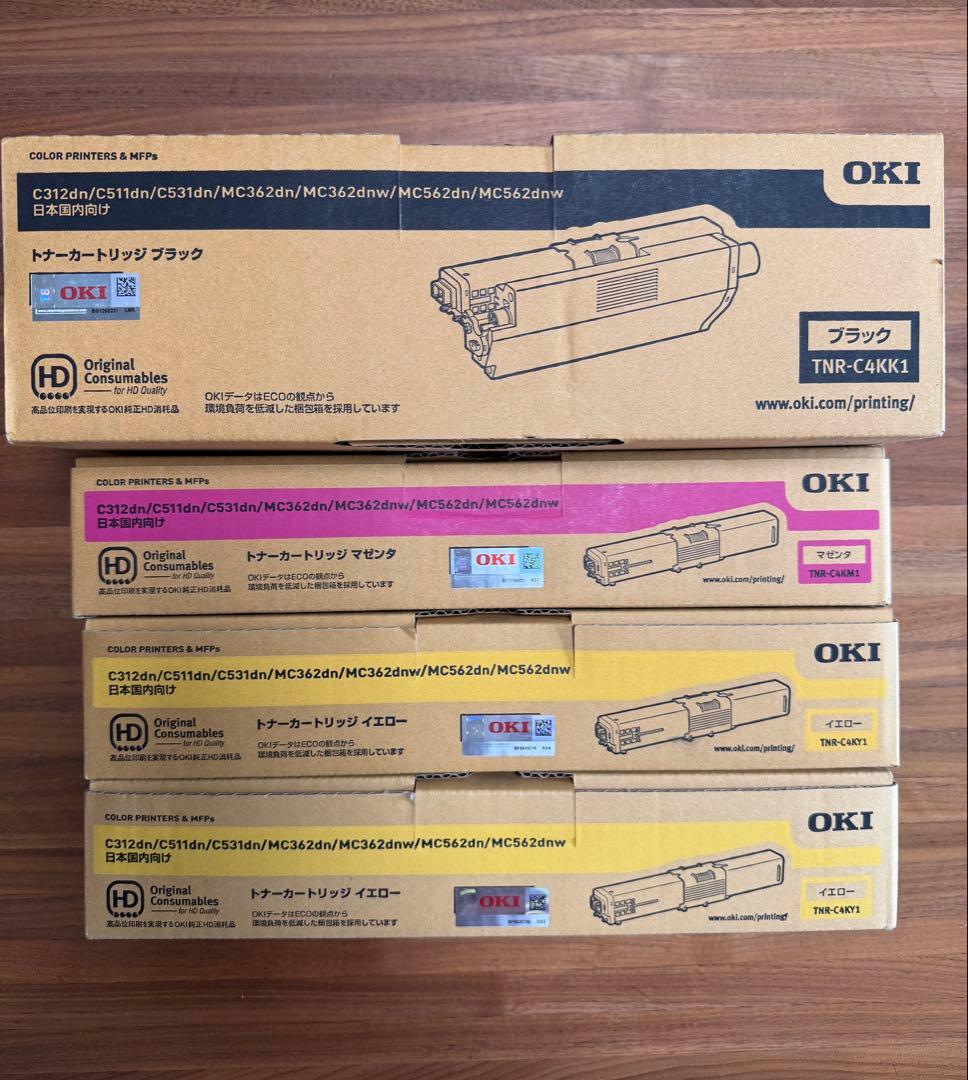 COLOR PRINTERS & MFPs
OKI
C312dn/C511dn/C531dn/MC362dn/MC362dnw/MC562dn/MC562dnw
日本国内向け
トナーカートリッジ ブラック
OKI
ブラック
TNR-C4KK1
HD Original Consumables
for HD Quality
高品位印刷を実現するOKI純正HD消耗品
OKIデータはECOの観点から
環境負荷を低減した梱包箱を採用しています
www.oki.com/printing/
COLOR PRINTERS & MFPs
OKI
C312dn/C511dn/C531dn/MC362dn/MC362dnw/MC562dn/MC562dnw
日本国内向け
HD Original Consumables
for HD Quality
高品位印刷を実現するOKI純正HD消耗品
トナーカートリッジ マゼンタ
OKIデータはECOの観点から
環境負荷を低減した梱包箱を採用しています
OKI
www.oki.com/printing/
マゼンタ
TNR-C4KM1
COLOR PRINTERS & MFPs
OKI
C312dn/C511dn/C531dn/MC362dn/MC362dnw/MC562dn/MC562dnw
日本国内向け
HD Original Consumables
for HD Quality
高品位印刷を実現するOKI純正HD消耗品
トナーカートリッジ イエロー
OKIデータはECOの観点から
環境負荷を低減した梱包箱を採用しています
OKI
www.oki.com/printing/
イエロー
TNR-C4KY1
COLOR PRINTERS & MFPs
OKI
C312dn/C511dn/C531dn/MC362dn/MC362dnw/MC562dn/MC562dnw
日本国内向け
HD Original Consumables
for HD Quality
高品位印刷を実現するOKI純正HD消耗品
トナーカートリッジ イエロー
OKIデータはECOの観点から
環境負荷を低減した梱包箱を採用しています
OKI
www.oki.com/printing/
イエロー
TNR-C4KY1